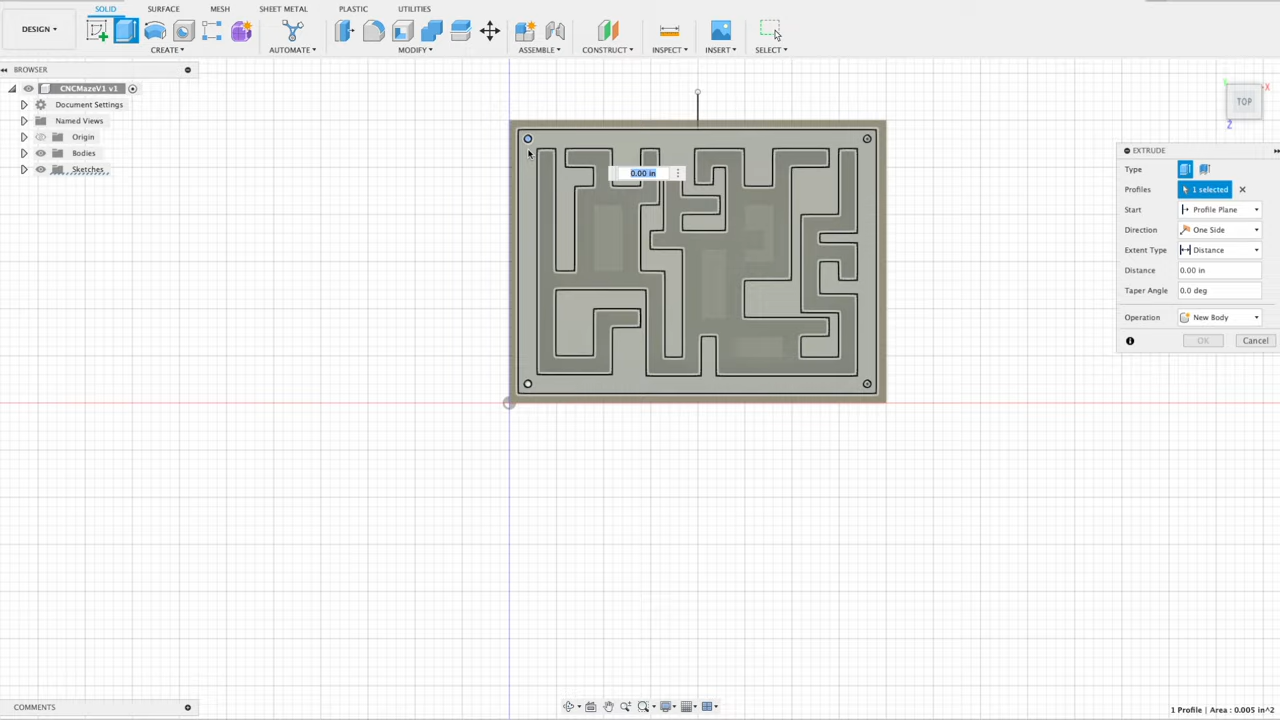 SOLID SURFACE MESH SHEET METAL PLASTIC UTILITIES
DESIGN
CREATE AUTOMATE MODIFY ASSEMBLE CONSTRUCT INSPECT INSERT SELECT
BROWSER
CNCMazeV1 v1
Document Settings
Named Views
Origin
Bodies
Sketches
TOP
X
Z
0.00 in
EXTRUDE
Type
Profiles 1 selected
Start Profile Plane
Direction One Side
Extent Type Distance
Distance 0.00 in
Taper Angle 0.0 deg
Operation New Body
OK Cancel
COMMENTS
1 Profile | Area : 0.005 in^2